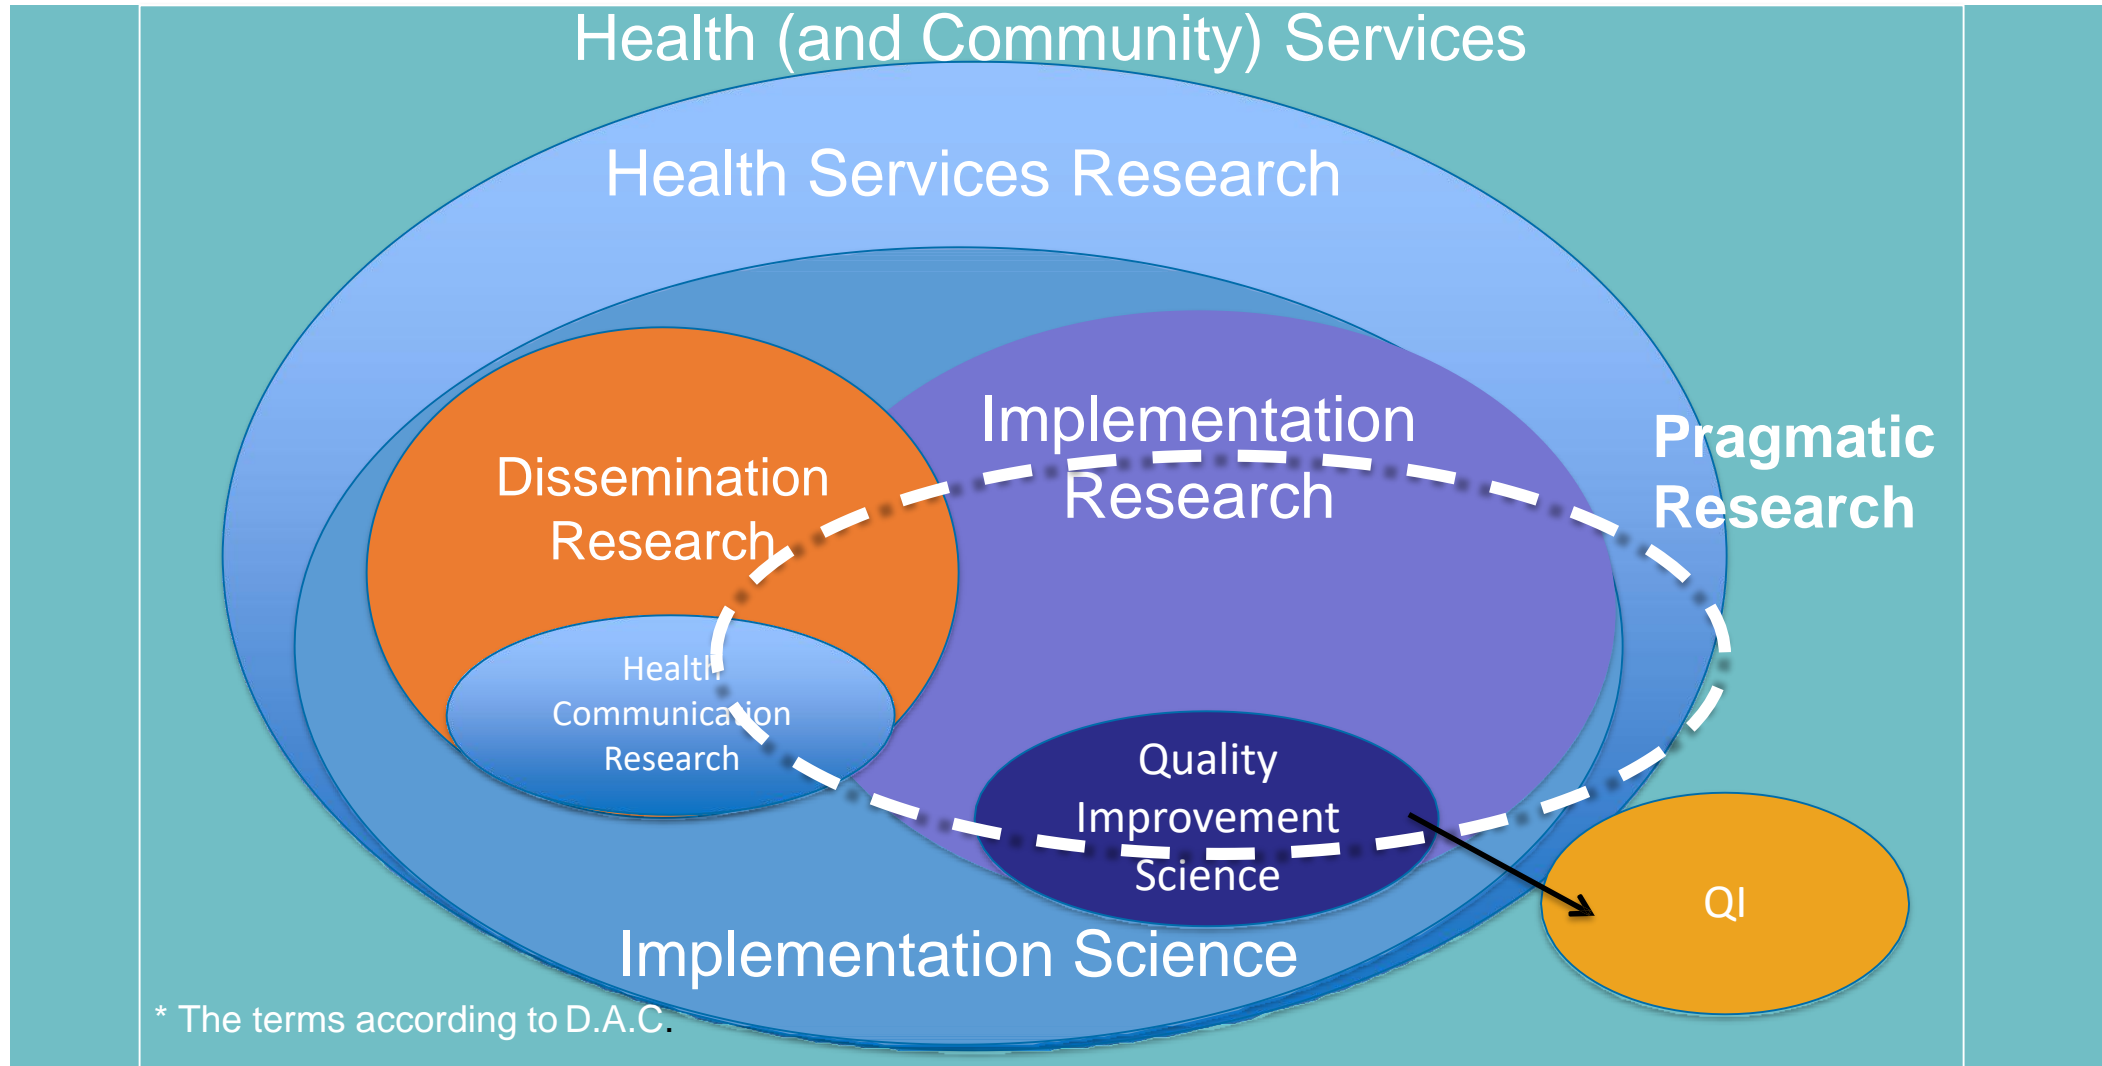 Health (and Community) Services
Health Services Research
Implementation
Research
Pragmatic
Research
Dissemination
Research
Health
Communication
Research
Quality
Improvement
Science
QI
Implementation Science
* The terms according to D.A.C.